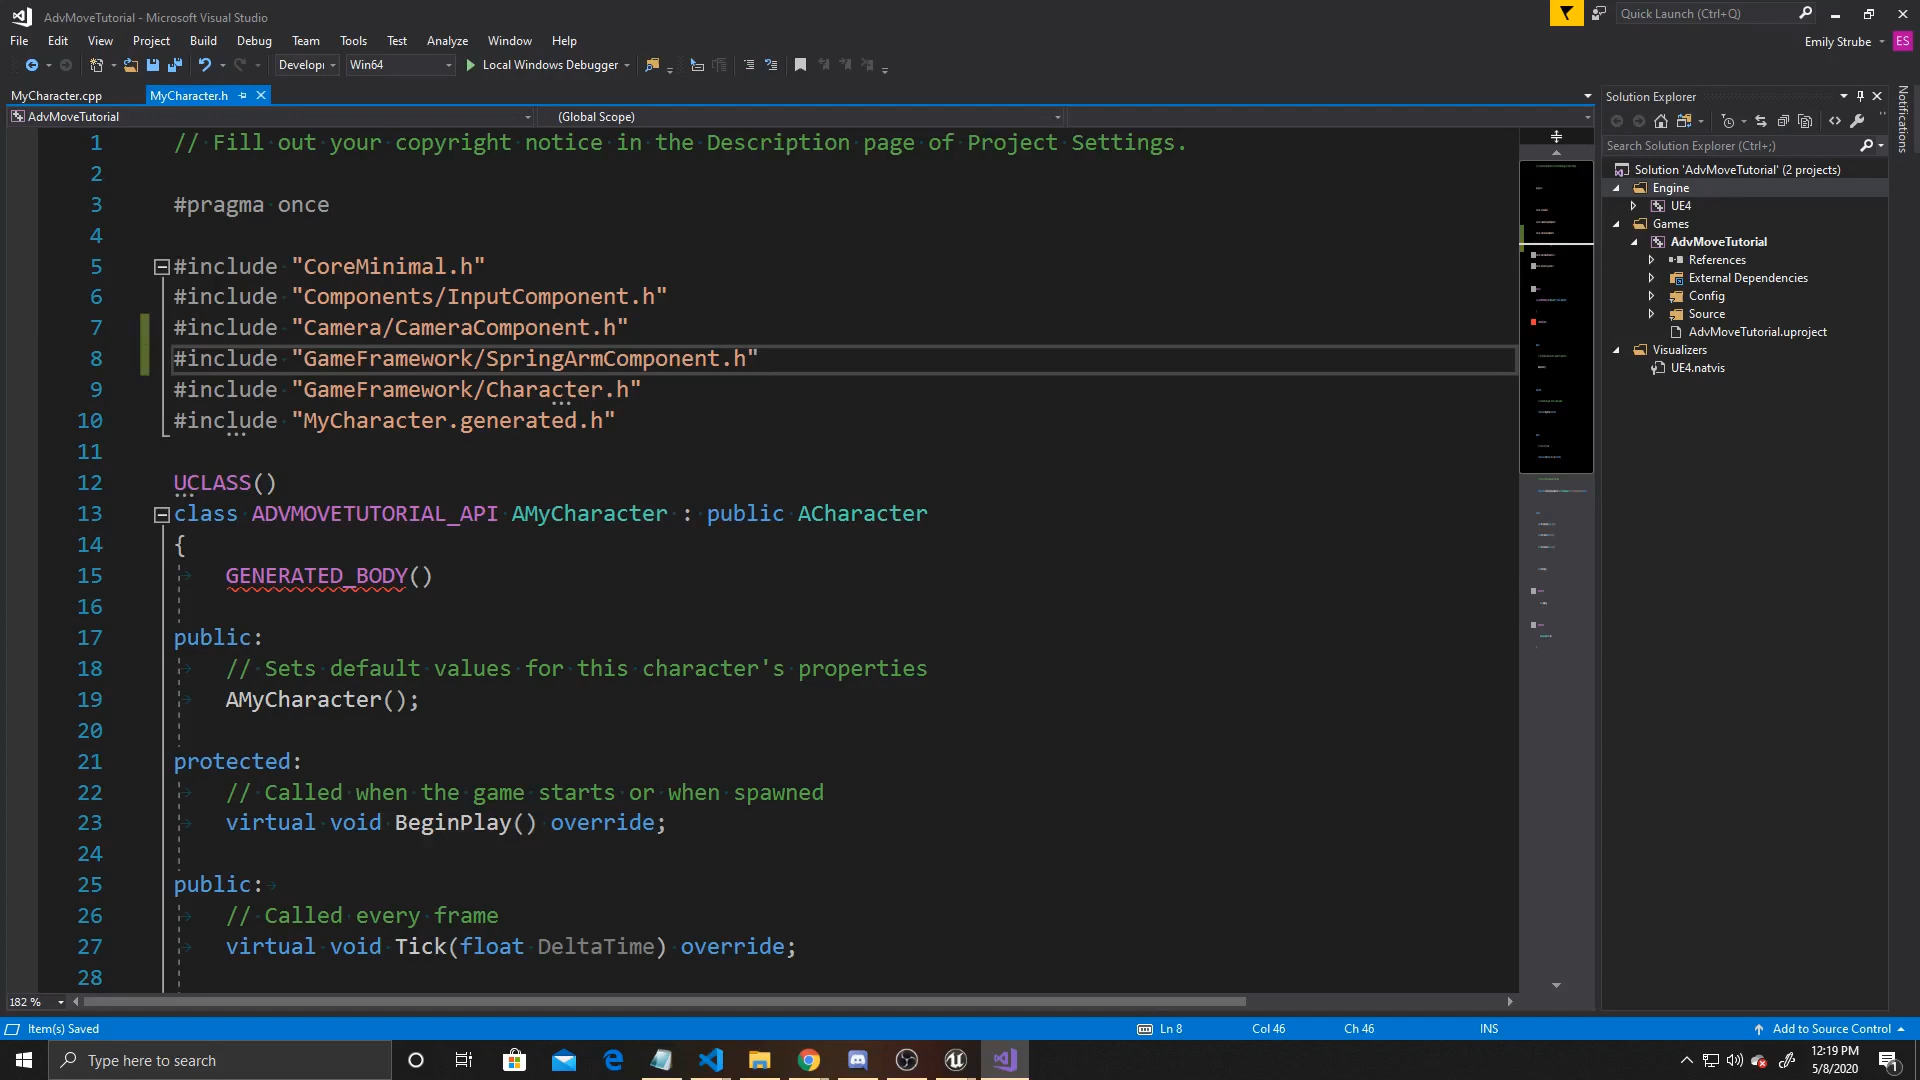 AdvMoveTutorial - Microsoft Visual Studio
Quick Launch (Ctrl+Q)
File Edit View Project Build Debug Team Tools Test Analyze Window Help
Emily Strube ES
Develop Win64 Local Windows Debugger
MyCharacter.cpp MyCharacter.h
AdvMoveTutorial (Global Scope)
1 // Fill out your copyright notice in the Description page of Project Settings.
2
3 #pragma once
4
5 #include "CoreMinimal.h"
6 #include "Components/InputComponent.h"
7 #include "Camera/CameraComponent.h"
8 #include "GameFramework/SpringArmComponent.h"
9 #include "GameFramework/Character.h"
10 #include "MyCharacter.generated.h"
11
12 UCLASS()
13 class ADVMOVETUTORIAL_API AMyCharacter : public ACharacter
14 {
15 GENERATED_BODY()
16
17 public:
18 // Sets default values for this character's properties
19 AMyCharacter();
20
21 protected:
22 // Called when the game starts or when spawned
23 virtual void BeginPlay() override;
24
25 public:
26 // Called every frame
27 virtual void Tick(float DeltaTime) override;
28
182 %
Solution Explorer
Search Solution Explorer (Ctrl+;)
Solution 'AdvMoveTutorial' (2 projects)
Engine
UE4
Games
AdvMoveTutorial
References
External Dependencies
Config
Source
AdvMoveTutorial.uproject
Visualizers
UE4.natvis
Notifications
Item(s) Saved Ln 8 Col 46 Ch 46 INS Add to Source Control
Type here to search
12:19 PM
5/8/2020
1